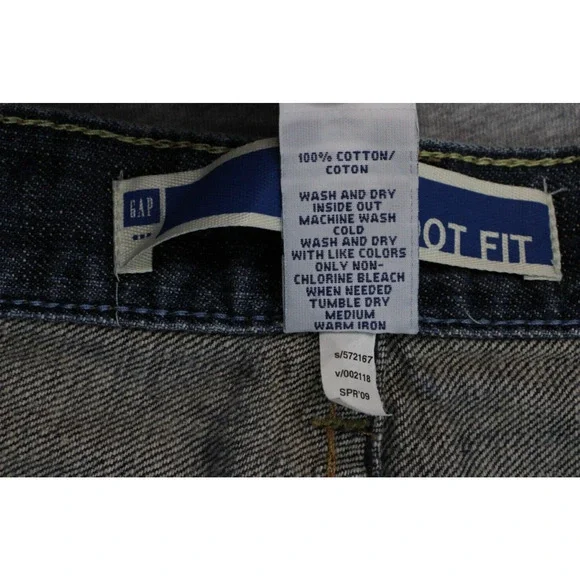 GAP
100% COTTON/
COTON
WASH AND DRY
INSIDE OUT
MACHINE WASH
COLD
WASH AND DRY
WITH LIKE COLORS
ONLY NON-
CHLORINE BLEACH
WHEN NEEDED
TUMBLE DRY
MEDIUM
WARM IRON
OT FIT
s/572167
v/002118
SPR'09